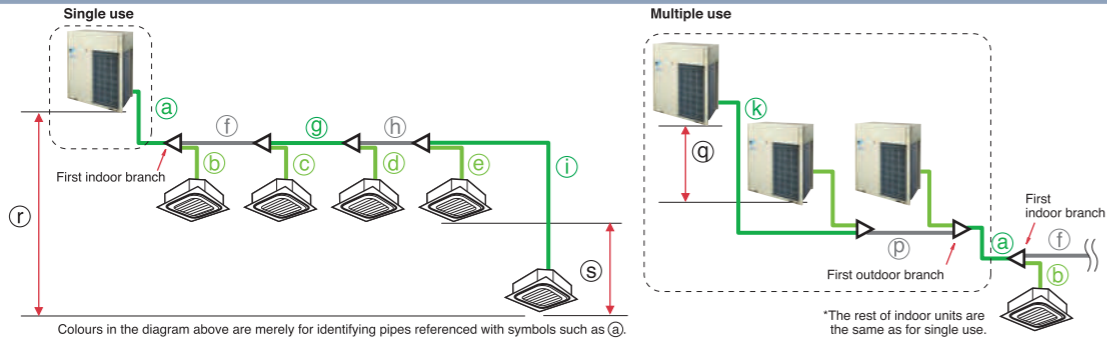 Single use
ⓐ
ⓕ
ⓖ
ⓗ
ⓑ
ⓒ
ⓓ
ⓔ
ⓘ
First indoor branch
ⓡ
ⓢ
Colours in the diagram above are merely for identifying pipes referenced with symbols such as ⓐ.
Multiple use
ⓚ
ⓠ
ⓟ
First outdoor branch
First
indoor branch
ⓐ
ⓕ
ⓑ
*The rest of indoor units are
the same as for single use.